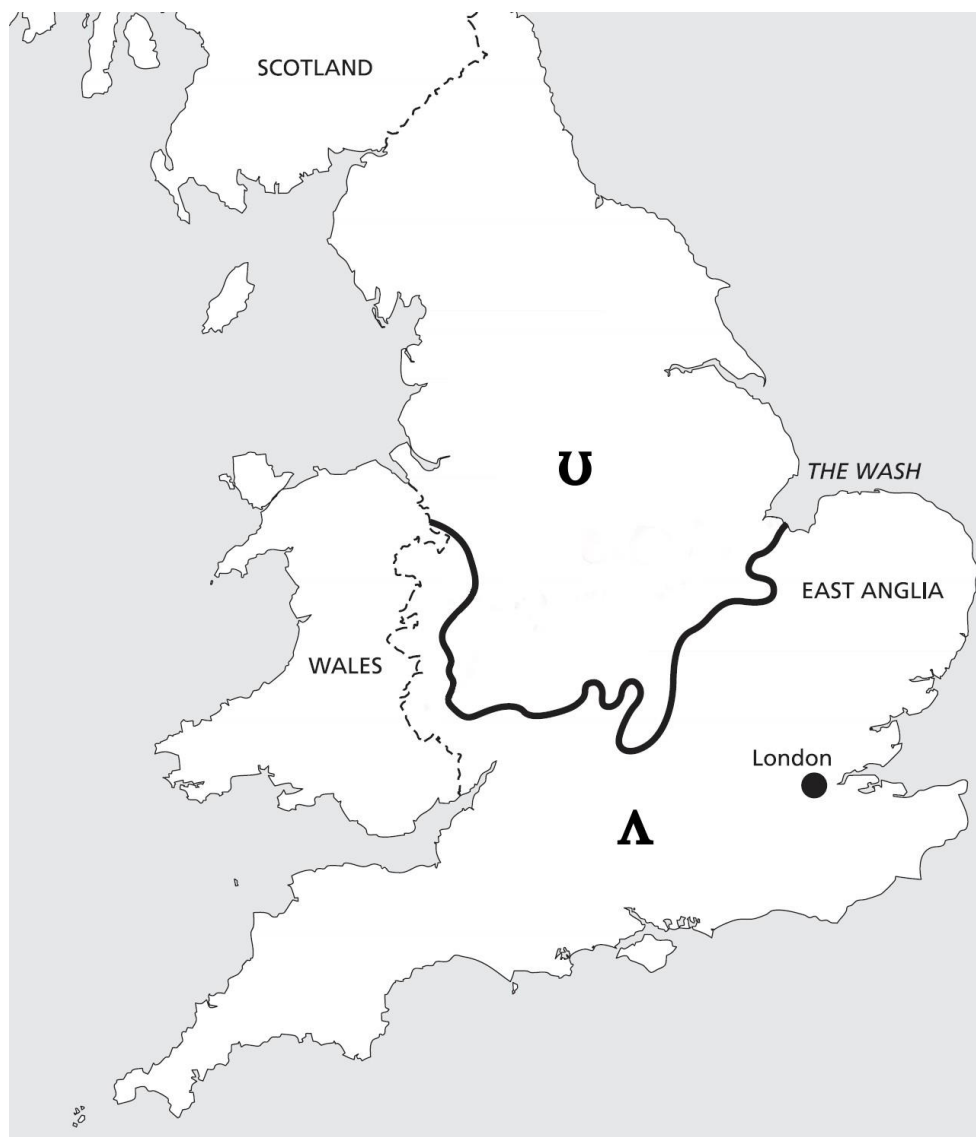 SCOTLAND
ʊ
THE WASH
EAST ANGLIA
WALES
London
ʌ